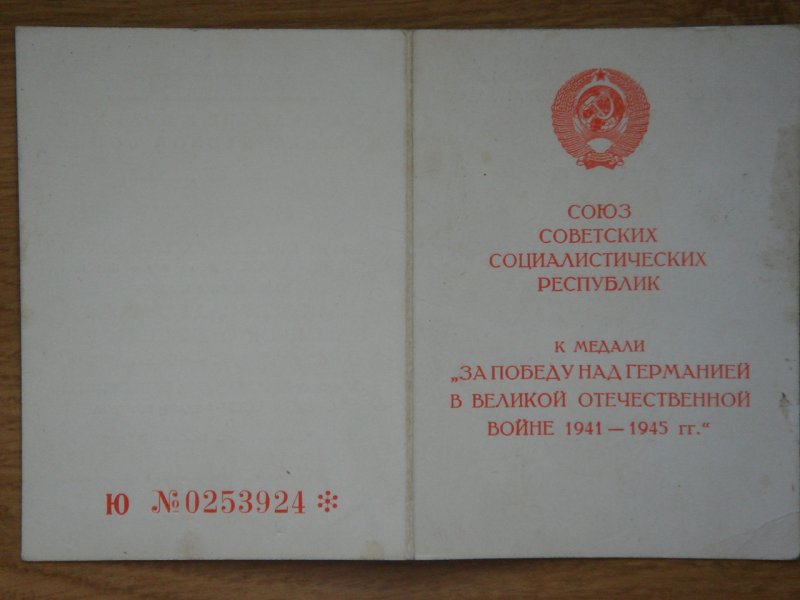 Ю №0253924 *
СОЮЗ
СОВЕТСКИХ
СОЦИАЛИСТИЧЕСКИХ
РЕСПУБЛИК
К МЕДАЛИ
„ЗА ПОБЕДУ НАД ГЕРМАНИЕЙ
В ВЕЛИКОЙ ОТЕЧЕСТВЕННОЙ
ВОЙНЕ 1941 — 1945 гг.“